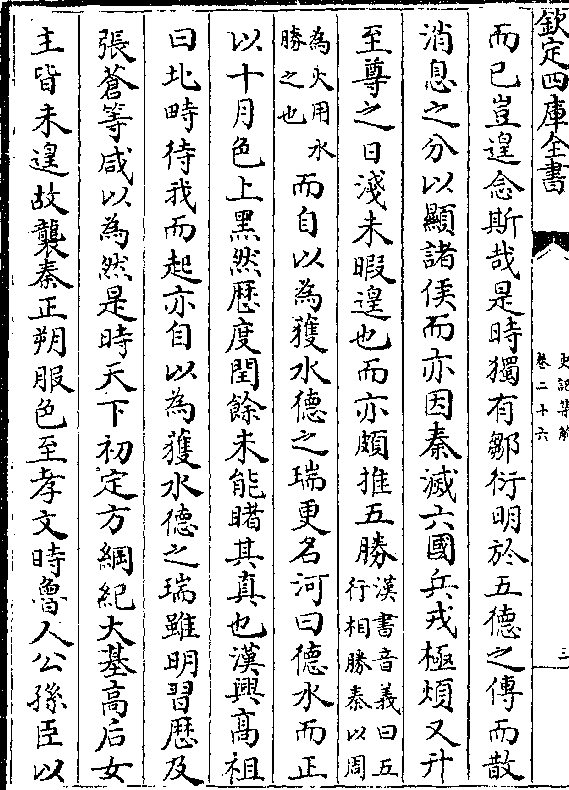 欽定四庫全書
史記集解
卷二十六
三
而已豈遑念斯哉是時獨有鄒衍明於五德之傳而散
消息之分以顯諸侯而亦因秦滅六國兵戎極煩又升
至尊之日淺未暇遑也而亦頗推五勝漢書音義曰五行相勝秦以周
為火用水勝之也而自以為獲水德之瑞更名河曰德水而正
以十月色上黑然歴度閏餘未能睹其真也漢興髙祖
曰北畤待我而起亦自以為獲水德之瑞雖明習歴及
張蒼等咸以為然是時天下初定方綱紀大基髙后女
主皆未遑故襲秦正朔服色至孝文時魯人公孫臣以